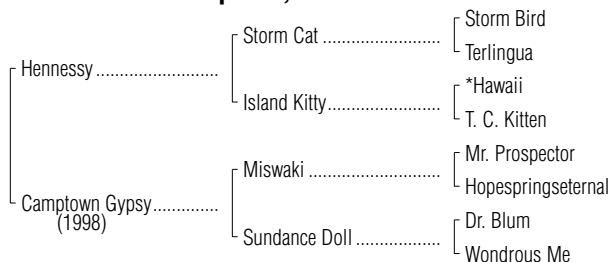 Storm Bird
Storm Cat ........................
Terlingua
Hennessy ..........................
*Hawaii
Island Kitty........................
T. C. Kitten
Mr. Prospector
Miswaki ............................
Hopespringseternal
Camptown Gypsy..............
(1998)
Dr. Blum
Sundance Doll ..................
Wondrous Me